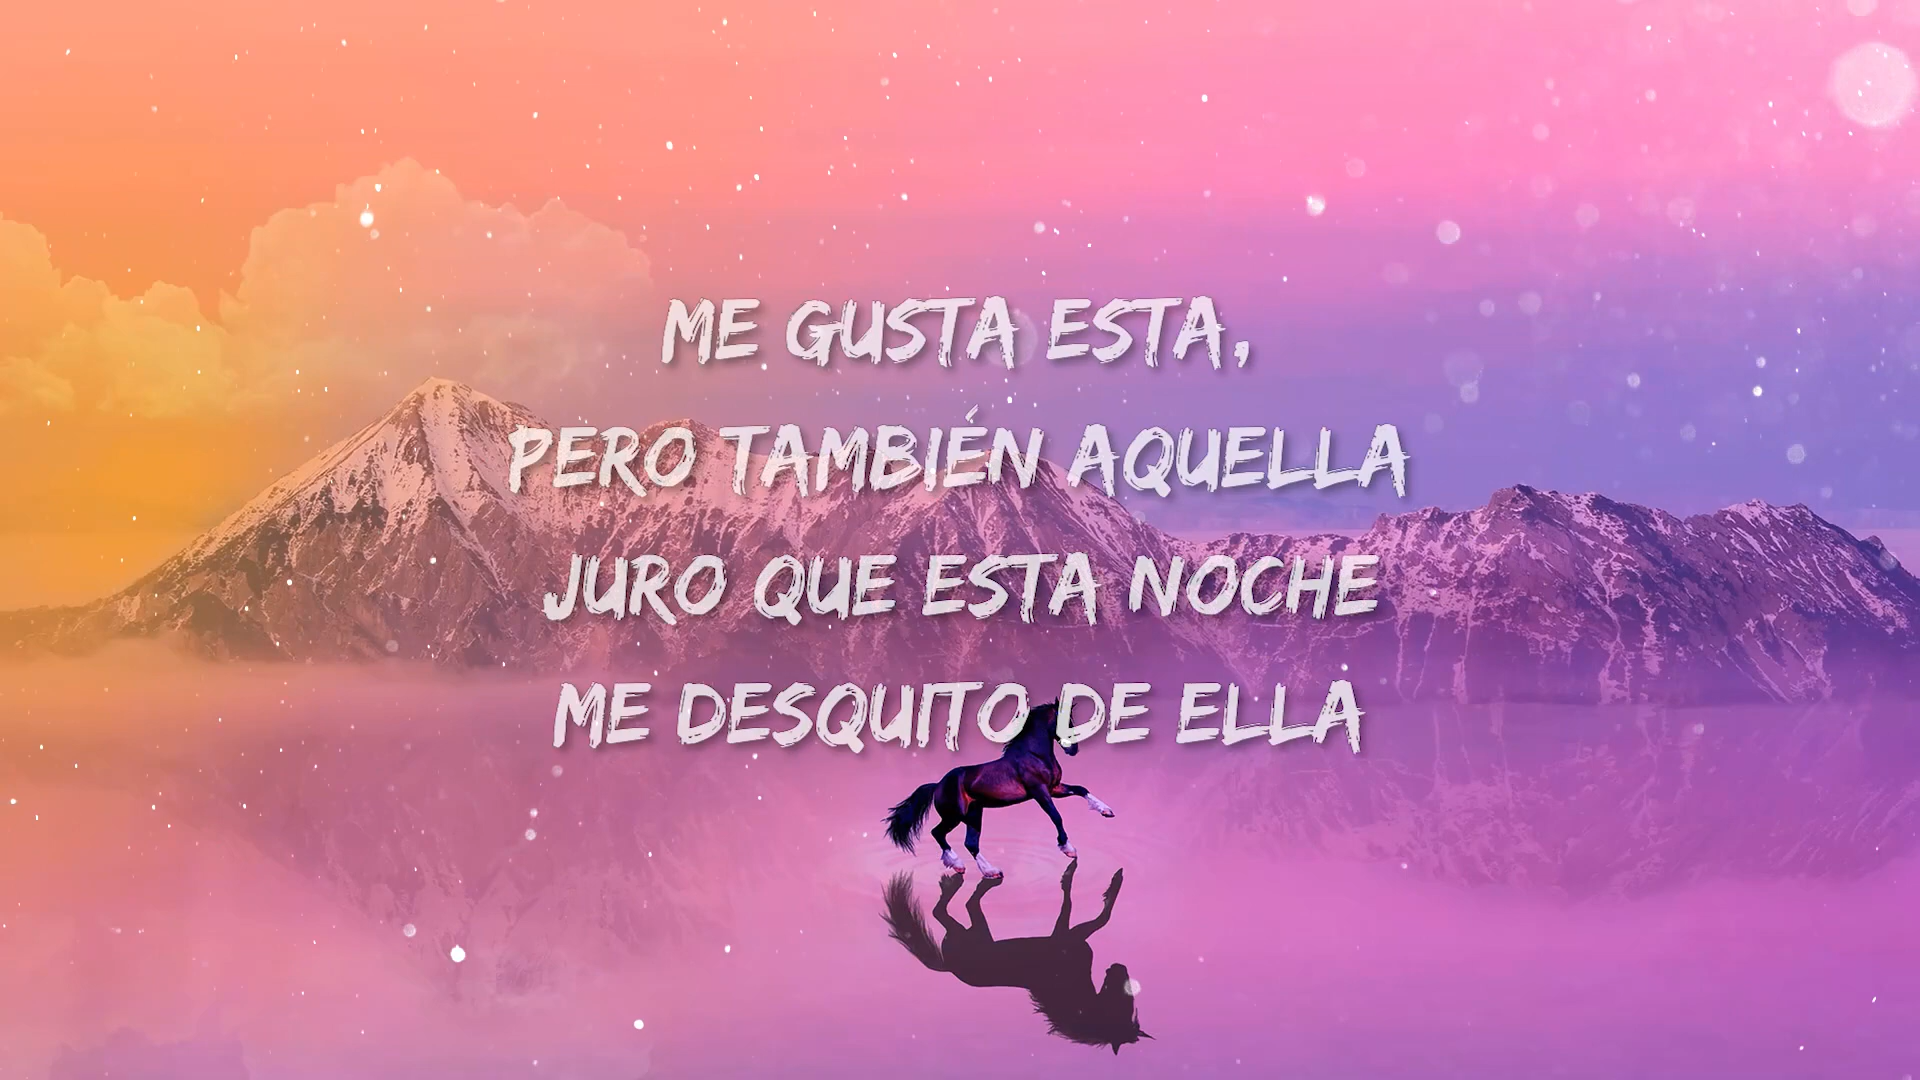 ME GUSTA ESTA,
PERO TAMBIÉN AQUELLA
JURO QUE ESTA NOCHE
ME DESQUITO DE ELLA